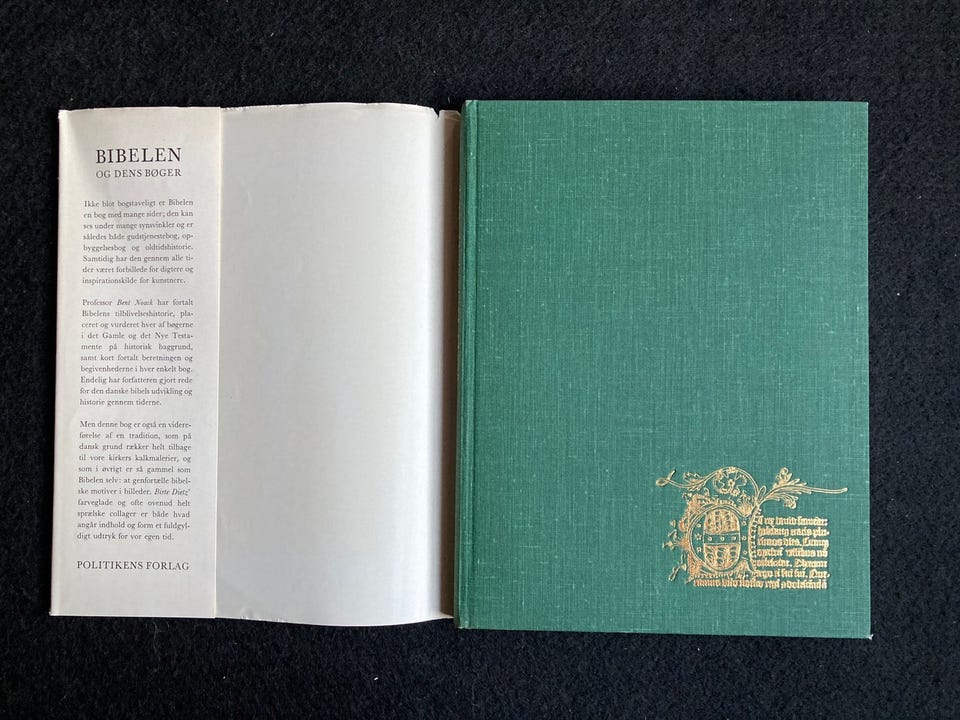 BIBELEN
OG DENS BØGER
Ikke blot bogstaveligt er Bibelen
en bog med mange sider; den kan
ses under mange synsvinkler og er
således både gudstjenestebog, op-
byggelsesbog og oldtidshistorie.
Samtidig har den gennem alle ti-
der været forbillede for digtere og
inspirationskilde for kunstnere.
Professor Bent Noack har fortalt
Bibelens tilblivelseshistorie, pla-
ceret og vurderet hver af bøgerne
i det Gamle og det Nye Testa-
mente på historisk baggrund,
samt kort fortalt beretningen og
begivenhederne i hver enkelt bog.
Endelig har forfatteren gjort rede
for den danske bibels udvikling og
historie gennem tiderne.
Men denne bog er også en videre-
førelse af en tradition, som på
dansk grund rækker helt tilbage
til vore kirkers kalkmalerier, og
som i øvrigt er så gammel som
Bibelen selv: at genfortælle bibel-
ske motiver i billeder. Birte Dietz'
farveglade og ofte ovenud helt
sprælske collager er både hvad
angår indhold og form et fuldgyl-
digt udtryk for vor egen tid.
POLITIKENS FORLAG